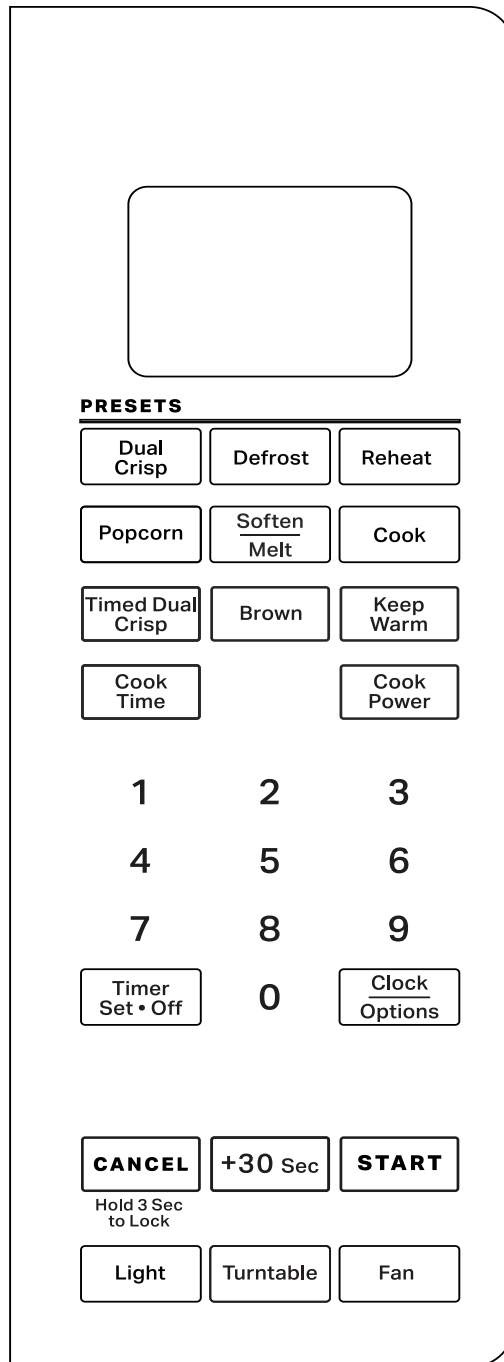 PRESETS
Dual
Crisp
Defrost
Reheat
Popcorn
Soften
Melt
Cook
Timed Dual
Crisp
Brown
Keep
Warm
Cook
Time
Cook
Power
1 2 3
4 5 6
7 8 9
Timer
Set • Off
0
Clock
Options
CANCEL
+30 Sec
START
Hold 3 Sec
to Lock
Light
Turntable
Fan